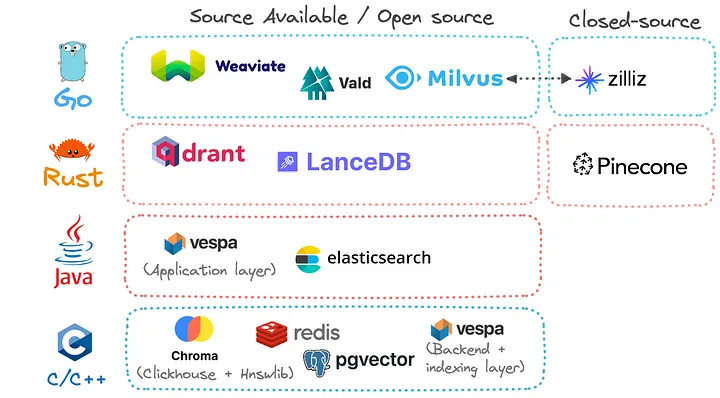 Source Available / Open source
Closed-source
Go
Weaviate
Vald
Milvus
zilliz
Rust
qdrant
LanceDB
Pinecone
Java
vespa
(Application layer)
elasticsearch
C
C/C++
Chroma
(Clickhouse + Hnswlib)
redis
pgvector
vespa
(Backend +
indexing layer)